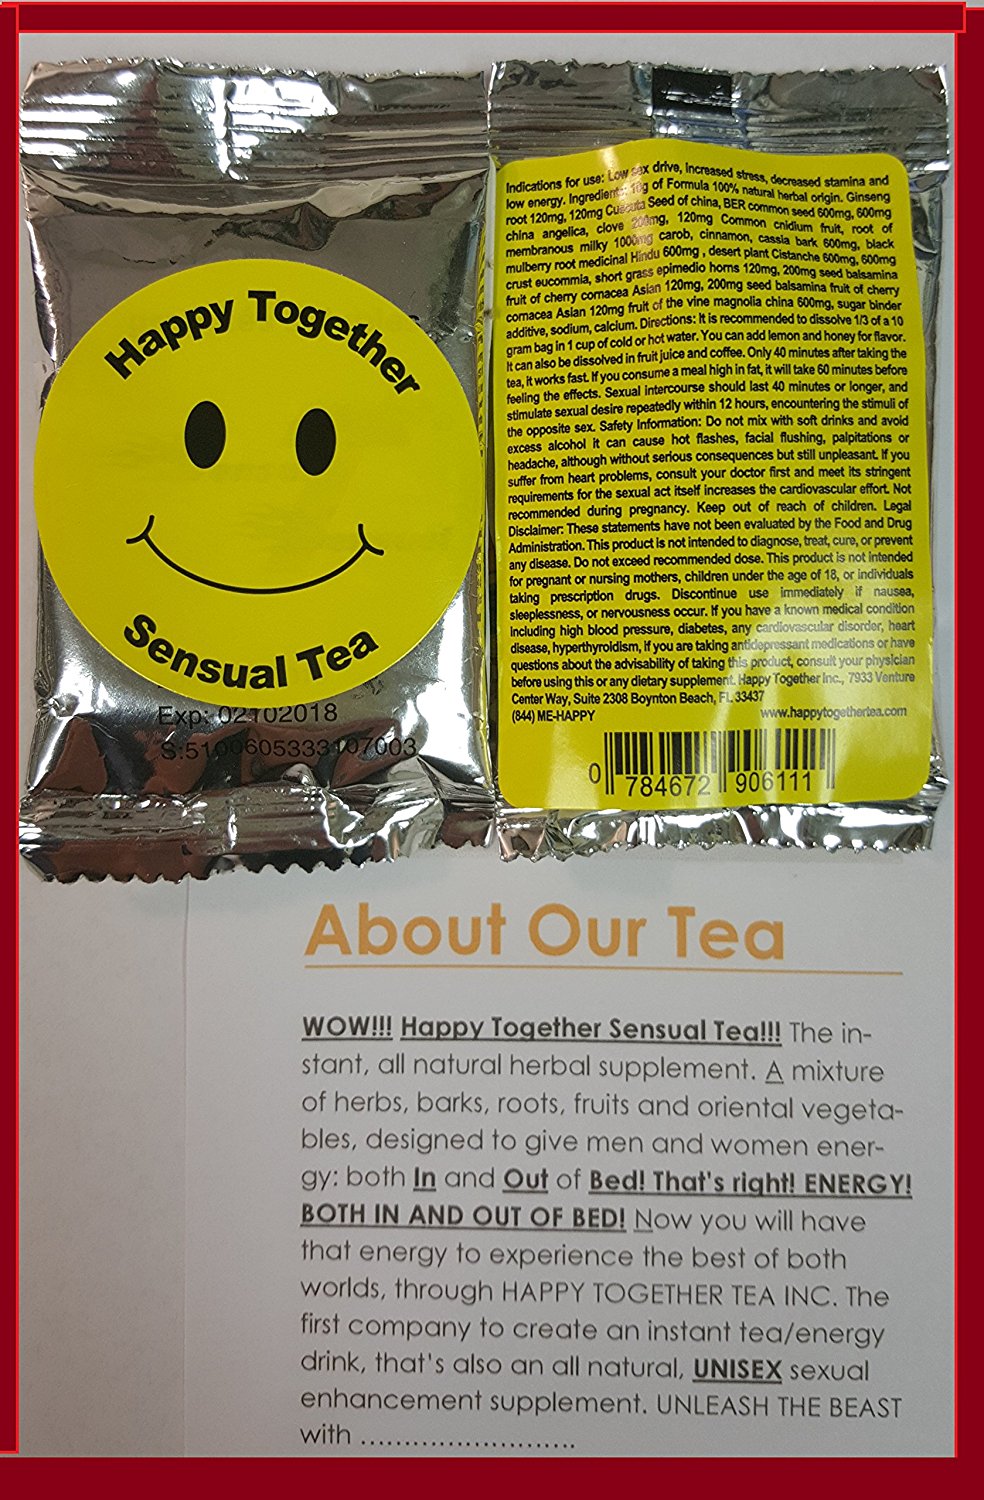 Happy Together
Sensual Tea
Exp: 02102018
S:5100605333107003
Indications for use: Low sex drive, increased stress, decreased stamina and
low energy. Ingredients: 10g of Formula 100% natural herbal origin. Ginseng
root 120mg, 120mg Cuscuta Seed of china, BER common seed 600mg, 600mg
china angelica, clove 200mg, 120mg Common cnidium fruit, root of
membranous milky 1000mg carob, cinnamon, cassia bark 600mg, black
mulberry root medicinal Hindu 600mg , desert plant Cistanche 600mg, 600mg
crust eucommia, short grass epimedio horns 120mg, 200mg seed balsamina
fruit of cherry cornacea Asian 120mg, 200mg seed balsamina fruit of cherry
cornacea Asian 120mg fruit of the vine magnolia china 600mg, sugar binder
additive, sodium, calcium. Directions: It is recommended to dissolve 1/3 of a 10
gram bag in 1 cup of cold or hot water. You can add lemon and honey for flavor.
It can also be dissolved in fruit juice and coffee. Only 40 minutes after taking the
tea, it works fast. If you consume a meal high in fat, it will take 60 minutes before
feeling the effects. Sexual intercourse should last 40 minutes or longer, and
stimulate sexual desire repeatedly within 12 hours, encountering the stimuli of
the opposite sex. Safety Information: Do not mix with soft drinks and avoid
excess alcohol it can cause hot flashes, facial flushing, palpitations or
headache, although without serious consequences but still unpleasant. If you
suffer from heart problems, consult your doctor first and meet its stringent
requirements for the sexual act itself increases the cardiovascular effort. Not
recommended during pregnancy. Keep out of reach of children. Legal
Disclaimer: These statements have not been evaluated by the Food and Drug
Administration. This product is not intended to diagnose, treat, cure, or prevent
any disease. Do not exceed recommended dose. This product is not intended
for pregnant or nursing mothers, children under the age of 18, or individuals
taking prescription drugs. Discontinue use immediately if nausea,
sleeplessness, or nervousness occur. If you have a known medical condition
including high blood pressure, diabetes, any cardiovascular disorder, heart
disease, hyperthyroidism, if you are taking antidepressant medications or have
questions about the advisability of taking this product, consult your physician
before using this or any dietary supplement. Happy Together Inc., 7933 Venture
Center Way, Suite 2308 Boynton Beach, FL 33437
(844) ME-HAPPY www.happytogethertea.com
0 784672 906111
About Our Tea
WOW!!! Happy Together Sensual Tea!!! The in-
stant, all natural herbal supplement. A mixture
of herbs, barks, roots, fruits and oriental vegeta-
bles, designed to give men and women ener-
gy: both In and Out of Bed! That's right! ENERGY!
BOTH IN AND OUT OF BED! Now you will have
that energy to experience the best of both
worlds, through HAPPY TOGETHER TEA INC. The
first company to create an instant tea/energy
drink, that's also an all natural, UNISEX sexual
enhancement supplement. UNLEASH THE BEAST
with .........................